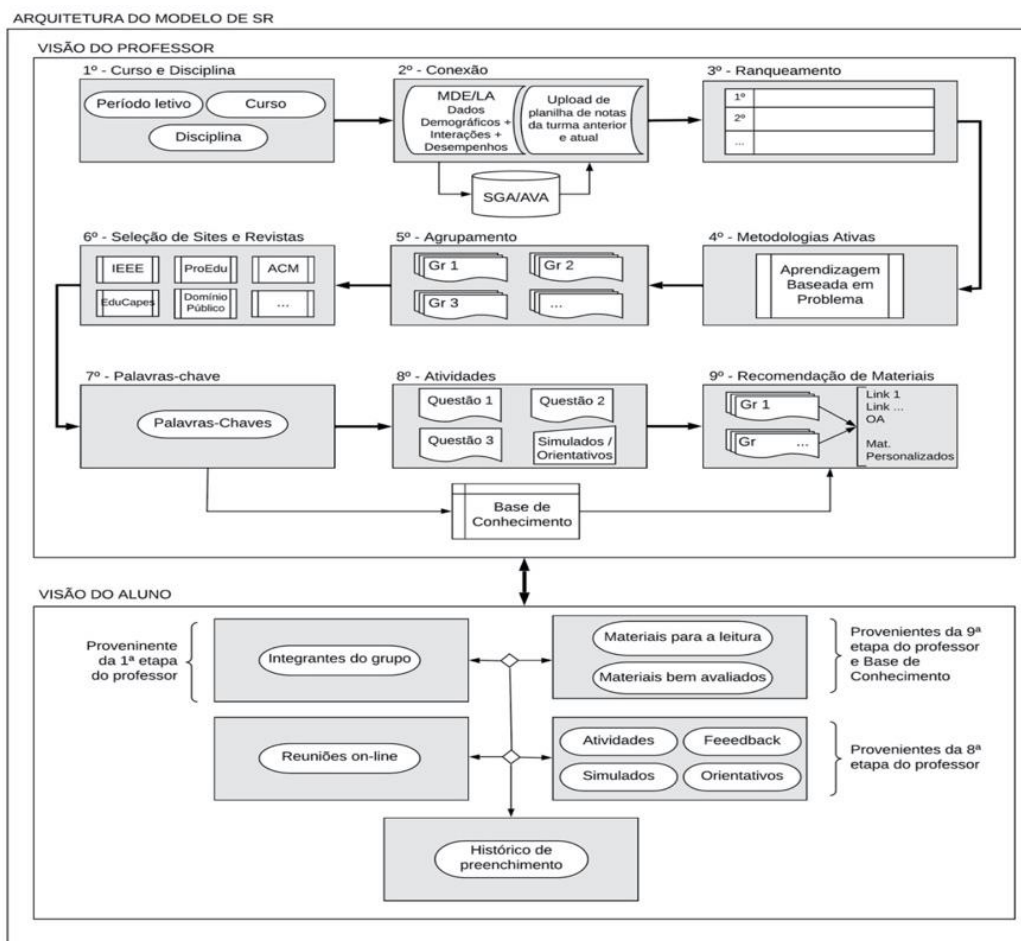 ARQUITETURA DO MODELO DE SR
VISÃO DO PROFESSOR
1º - Curso e Disciplina
Período letivo
Curso
Disciplina
2º - Conexão
MDE/LA
Dados
Demográficos +
Interações +
Desempenhos
Upload de
planilha de notas
da turma anterior
e atual
SGA/AVA
3º - Ranqueamento
1º
2º
...
6º - Seleção de Sites e Revistas
IEEE
ProEdu
ACM
EduCapes
Domínio
Público
...
5º - Agrupamento
Gr 1
Gr 2
Gr 3
...
4º - Metodologias Ativas
Aprendizagem
Baseada em
Problema
7º - Palavras-chave
Palavras-Chaves
8º - Atividades
Questão 1
Questão 2
Questão 3
Simulados /
Orientativos
9º - Recomendação de Materiais
Gr 1
Gr ...
Link 1
Link ...
OA
Mat.
Personalizados
Base de
Conhecimento
VISÃO DO ALUNO
Proveninente
da 1ª etapa
do professor
Integrantes do grupo
Materiais para a leitura
Materiais bem avaliados
Provenientes da 9ª
etapa do professor
e Base de
Conhecimento
Reuniões on-line
Atividades
Feeedback
Simulados
Orientativos
Provenientes da 8ª
etapa do professor
Histórico de
preenchimento